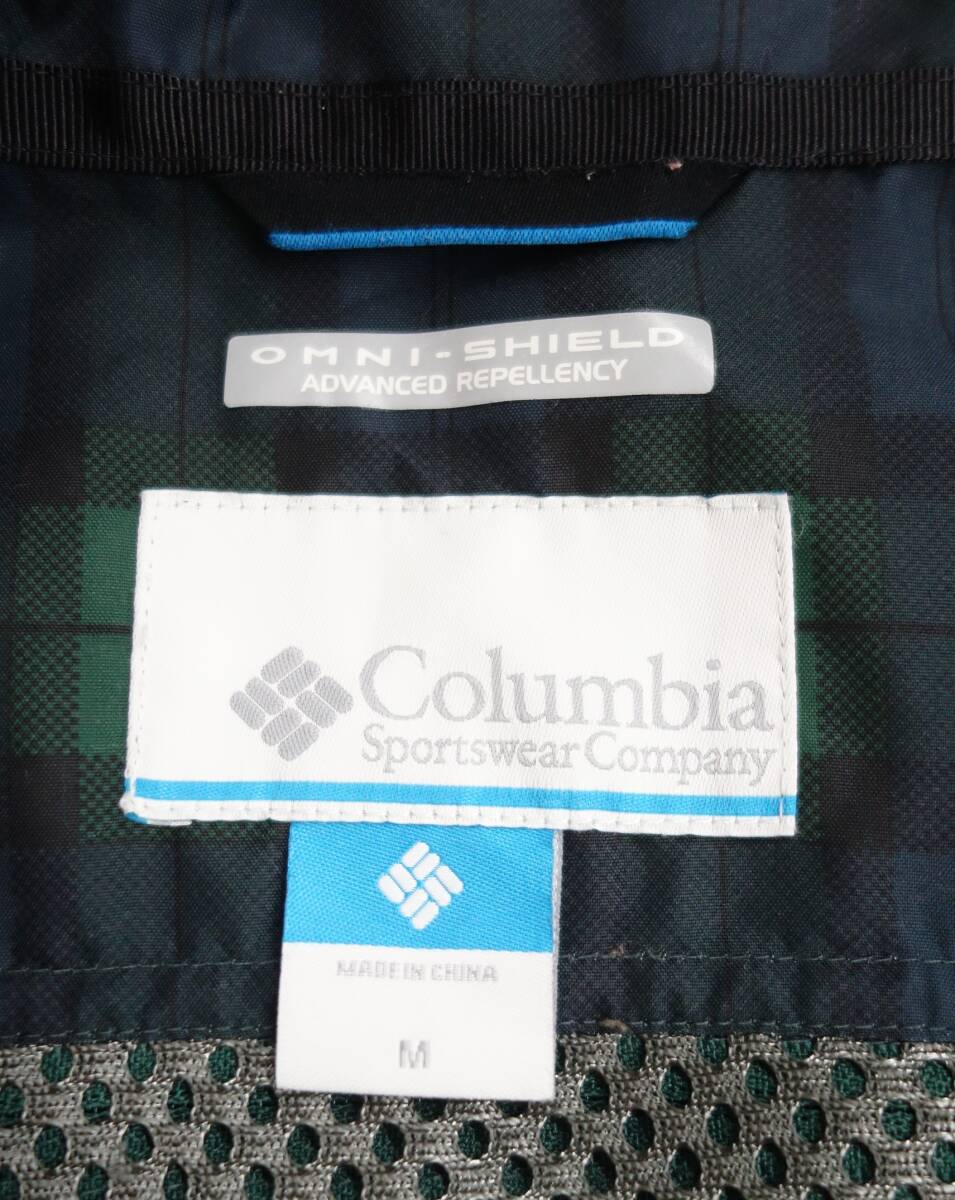 OMNI-SHIELD
ADVANCED REPELLENCY
Columbia
Sportswear Company
MADE IN CHINA
M